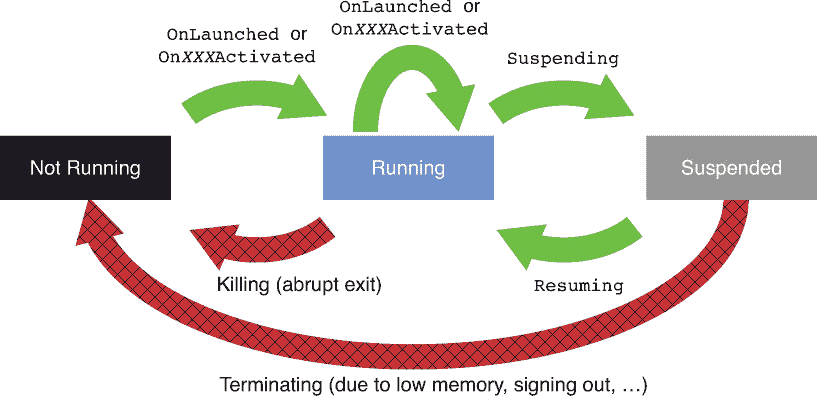 OnLaunched or
OnXXXActivated
OnLaunched or
OnXXXActivated
Suspending
Not Running
Running
Suspended
Killing (abrupt exit)
Resuming
Terminating (due to low memory, signing out, …)